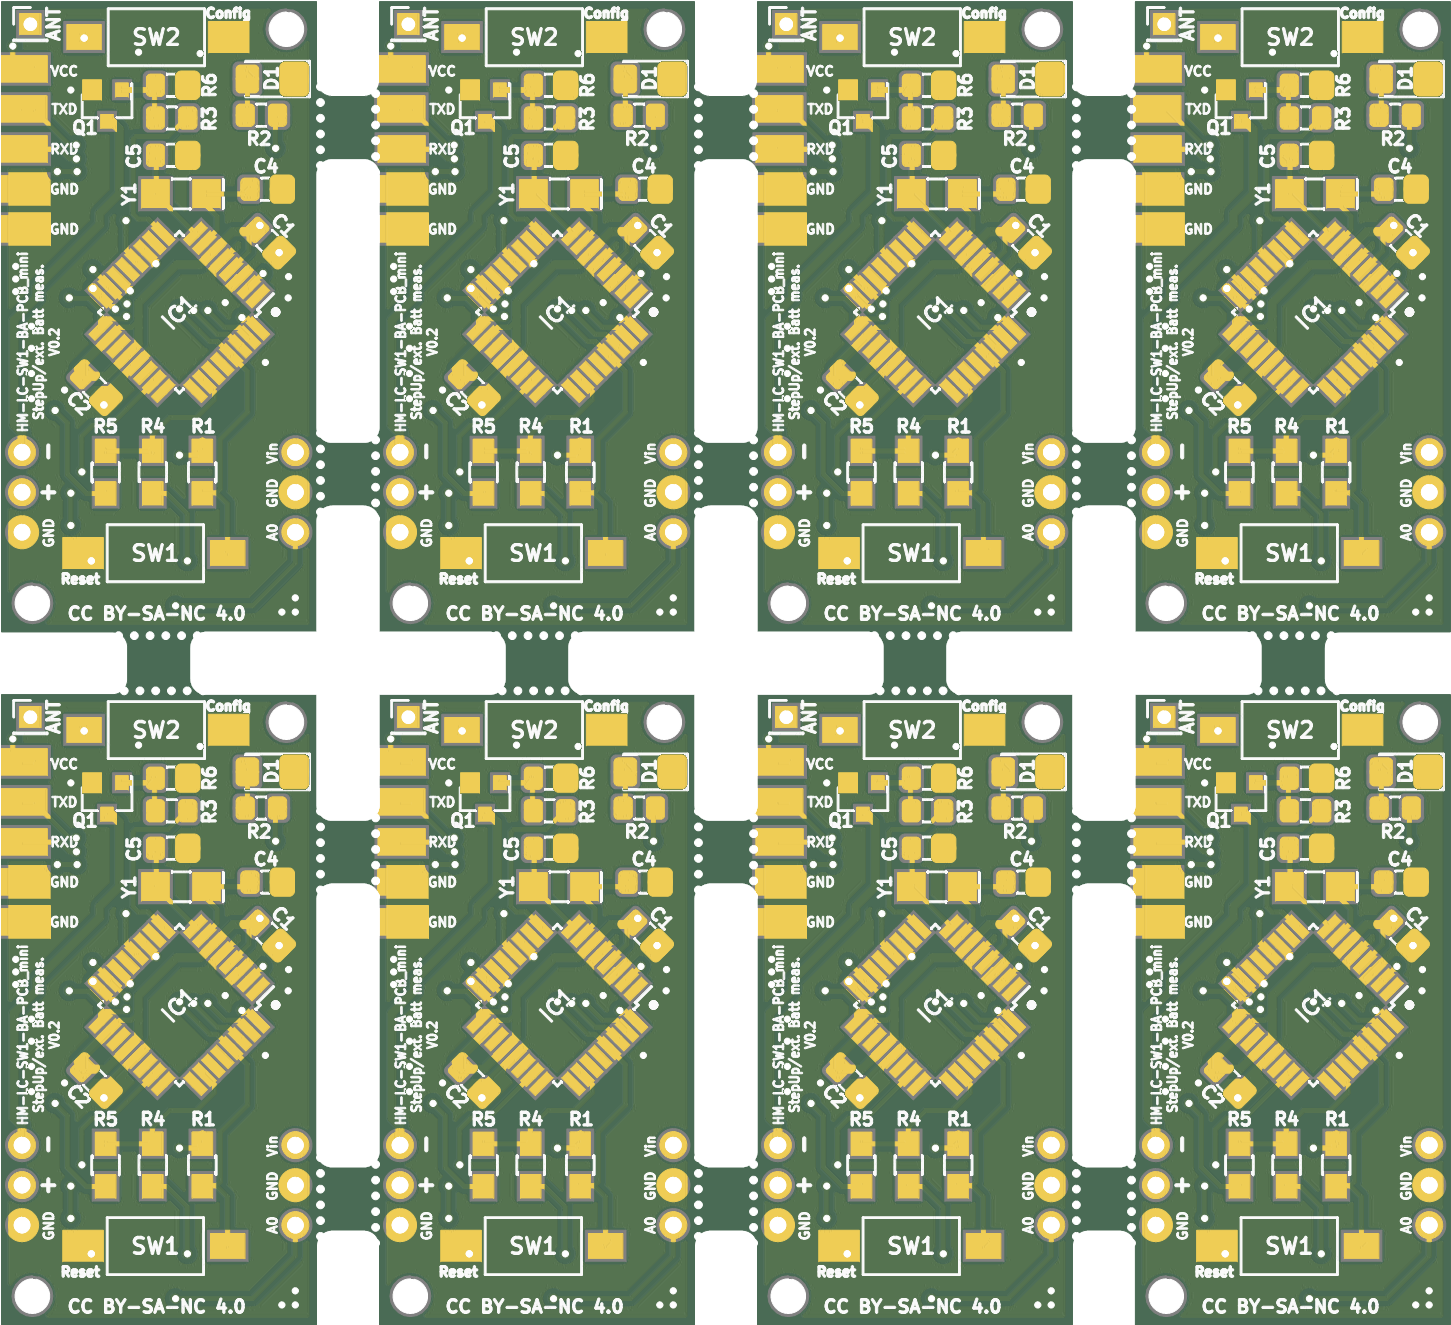 ANT SW2 Config ANT SW2 Config ANT SW2 Config ANT SW2 Config
VCC R6 D1 VCC R6 D1 VCC R6 D1 VCC R6 D1
TXD R3 TXD R3 TXD R3 TXD R3
Q1 R2 Q1 R2 Q1 R2 Q1 R2
RXD C5 RXD C5 RXD C5 RXD C5
C4 C4 C4 C4
GND Y1 GND Y1 GND Y1 GND Y1
GND C1 GND C1 GND C1 GND C1
HM-LC-SW1-BA-PCB_mini HM-LC-SW1-BA-PCB_mini HM-LC-SW1-BA-PCB_mini HM-LC-SW1-BA-PCB_mini
StepUp/ext. Batt meas. StepUp/ext. Batt meas. StepUp/ext. Batt meas. StepUp/ext. Batt meas.
V0.2 V0.2 V0.2 V0.2
IC1 IC1 IC1 IC1
C2 C2 C2 C2
R5 R4 R1 R5 R4 R1 R5 R4 R1 R5 R4 R1
- Vin - Vin - Vin - Vin
+ GND + GND + GND + GND
GND A0 GND A0 GND A0 GND A0
SW1 SW1 SW1 SW1
Reset Reset Reset Reset
CC BY-SA-NC 4.0 CC BY-SA-NC 4.0 CC BY-SA-NC 4.0 CC BY-SA-NC 4.0
ANT SW2 Config ANT SW2 Config ANT SW2 Config ANT SW2 Config
VCC R6 D1 VCC R6 D1 VCC R6 D1 VCC R6 D1
TXD R3 TXD R3 TXD R3 TXD R3
Q1 R2 Q1 R2 Q1 R2 Q1 R2
RXD C5 RXD C5 RXD C5 RXD C5
C4 C4 C4 C4
GND Y1 GND Y1 GND Y1 GND Y1
GND C1 GND C1 GND C1 GND C1
HM-LC-SW1-BA-PCB_mini HM-LC-SW1-BA-PCB_mini HM-LC-SW1-BA-PCB_mini HM-LC-SW1-BA-PCB_mini
StepUp/ext. Batt meas. StepUp/ext. Batt meas. StepUp/ext. Batt meas. StepUp/ext. Batt meas.
V0.2 V0.2 V0.2 V0.2
IC1 IC1 IC1 IC1
C2 C2 C2 C2
R5 R4 R1 R5 R4 R1 R5 R4 R1 R5 R4 R1
- Vin - Vin - Vin - Vin
+ GND + GND + GND + GND
GND A0 GND A0 GND A0 GND A0
SW1 SW1 SW1 SW1
Reset Reset Reset Reset
CC BY-SA-NC 4.0 CC BY-SA-NC 4.0 CC BY-SA-NC 4.0 CC BY-SA-NC 4.0